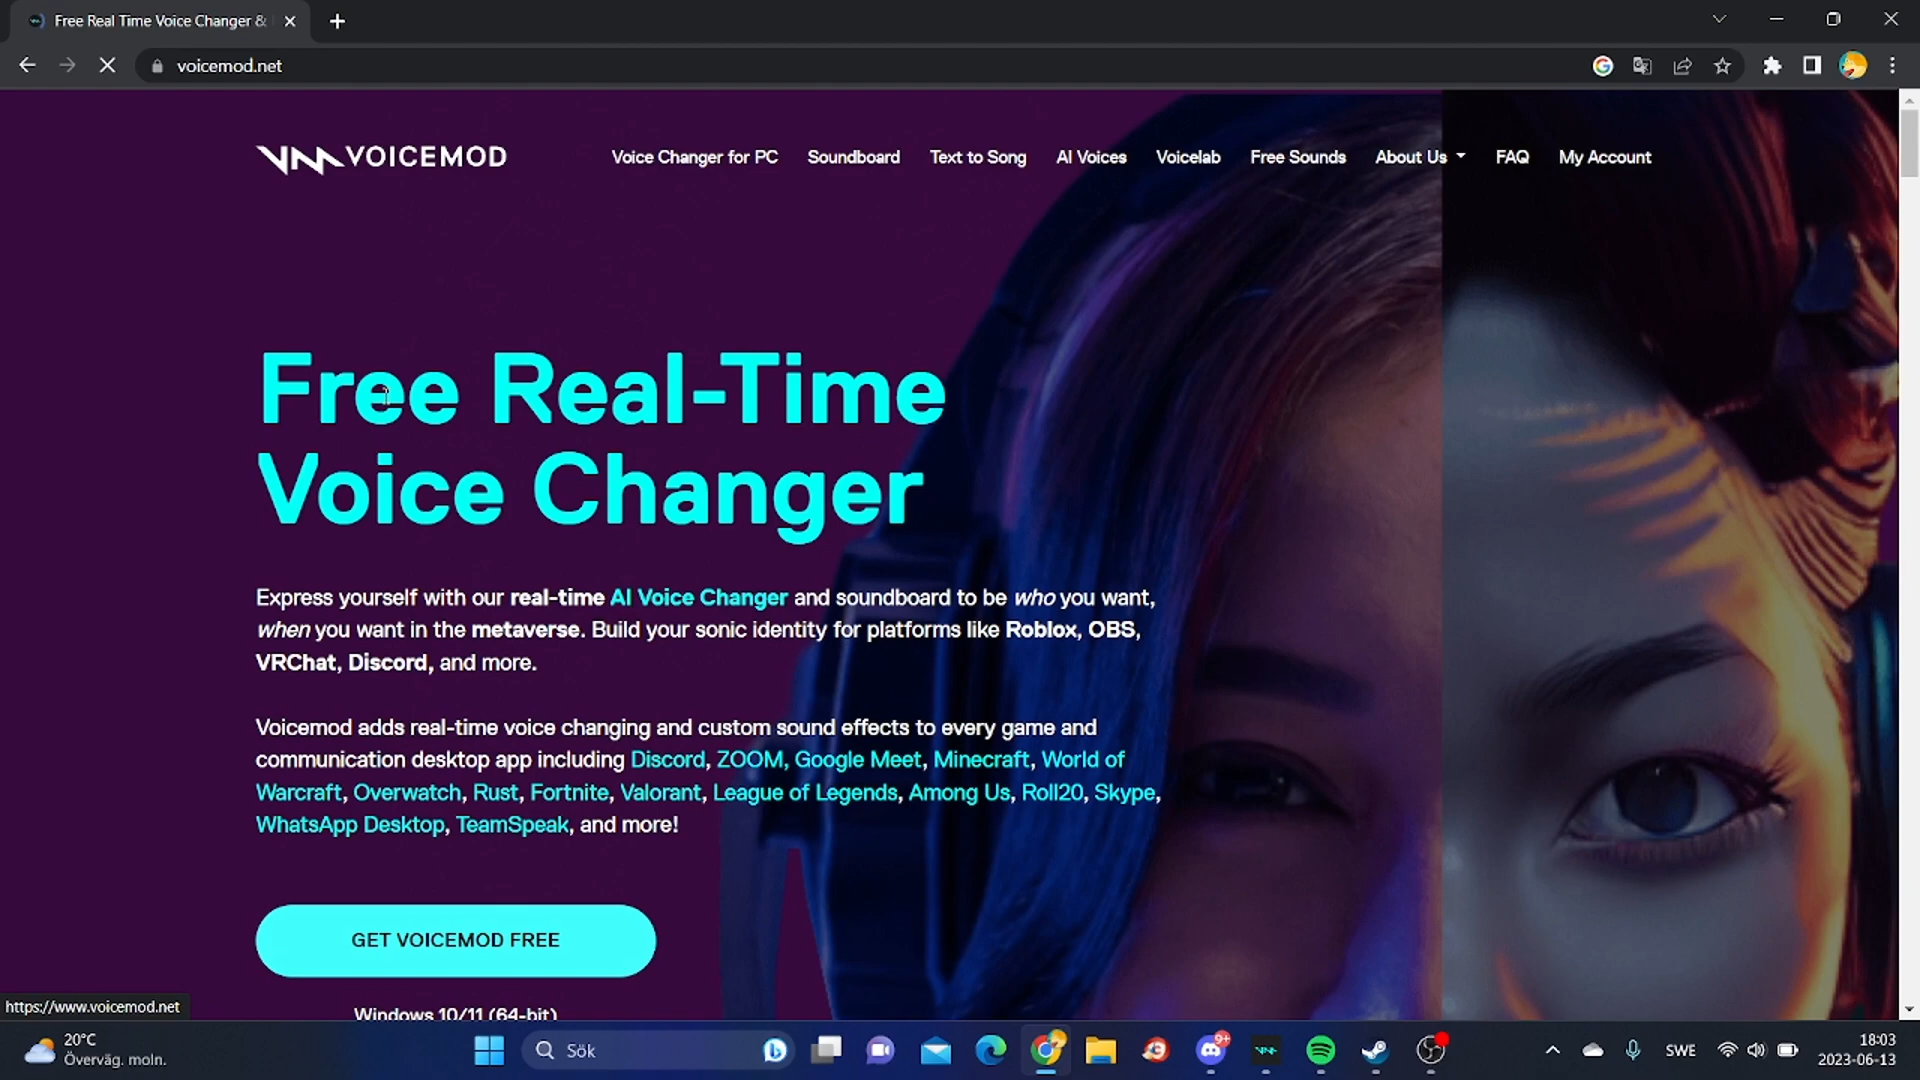 Free Real Time Voice Changer &
voicemod.net
VOICEMOD
Voice Changer for PC Soundboard Text to Song AI Voices Voicelab Free Sounds About Us FAQ My Account
Free Real-Time
Voice Changer
Express yourself with our real-time AI Voice Changer and soundboard to be who you want,
when you want in the metaverse. Build your sonic identity for platforms like Roblox, OBS,
VRChat, Discord, and more.
Voicemod adds real-time voice changing and custom sound effects to every game and
communication desktop app including Discord, ZOOM, Google Meet, Minecraft, World of
Warcraft, Overwatch, Rust, Fortnite, Valorant, League of Legends, Among Us, Roll20, Skype,
WhatsApp Desktop, TeamSpeak, and more!
GET VOICEMOD FREE
Windows 10/11 (64-bit)
https://www.voicemod.net
20°C
Överväg. moln.
Sök
9+
SWE
18:03
2023-06-13